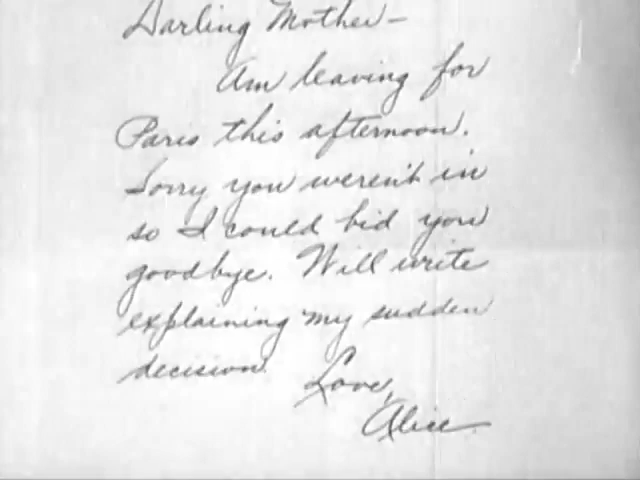 Darling Mother—
Am leaving for
Paris this afternoon.
Sorry you weren't in
so I could bid you
goodbye. Will write
explaining my sudden
decision.
Love,
Alice